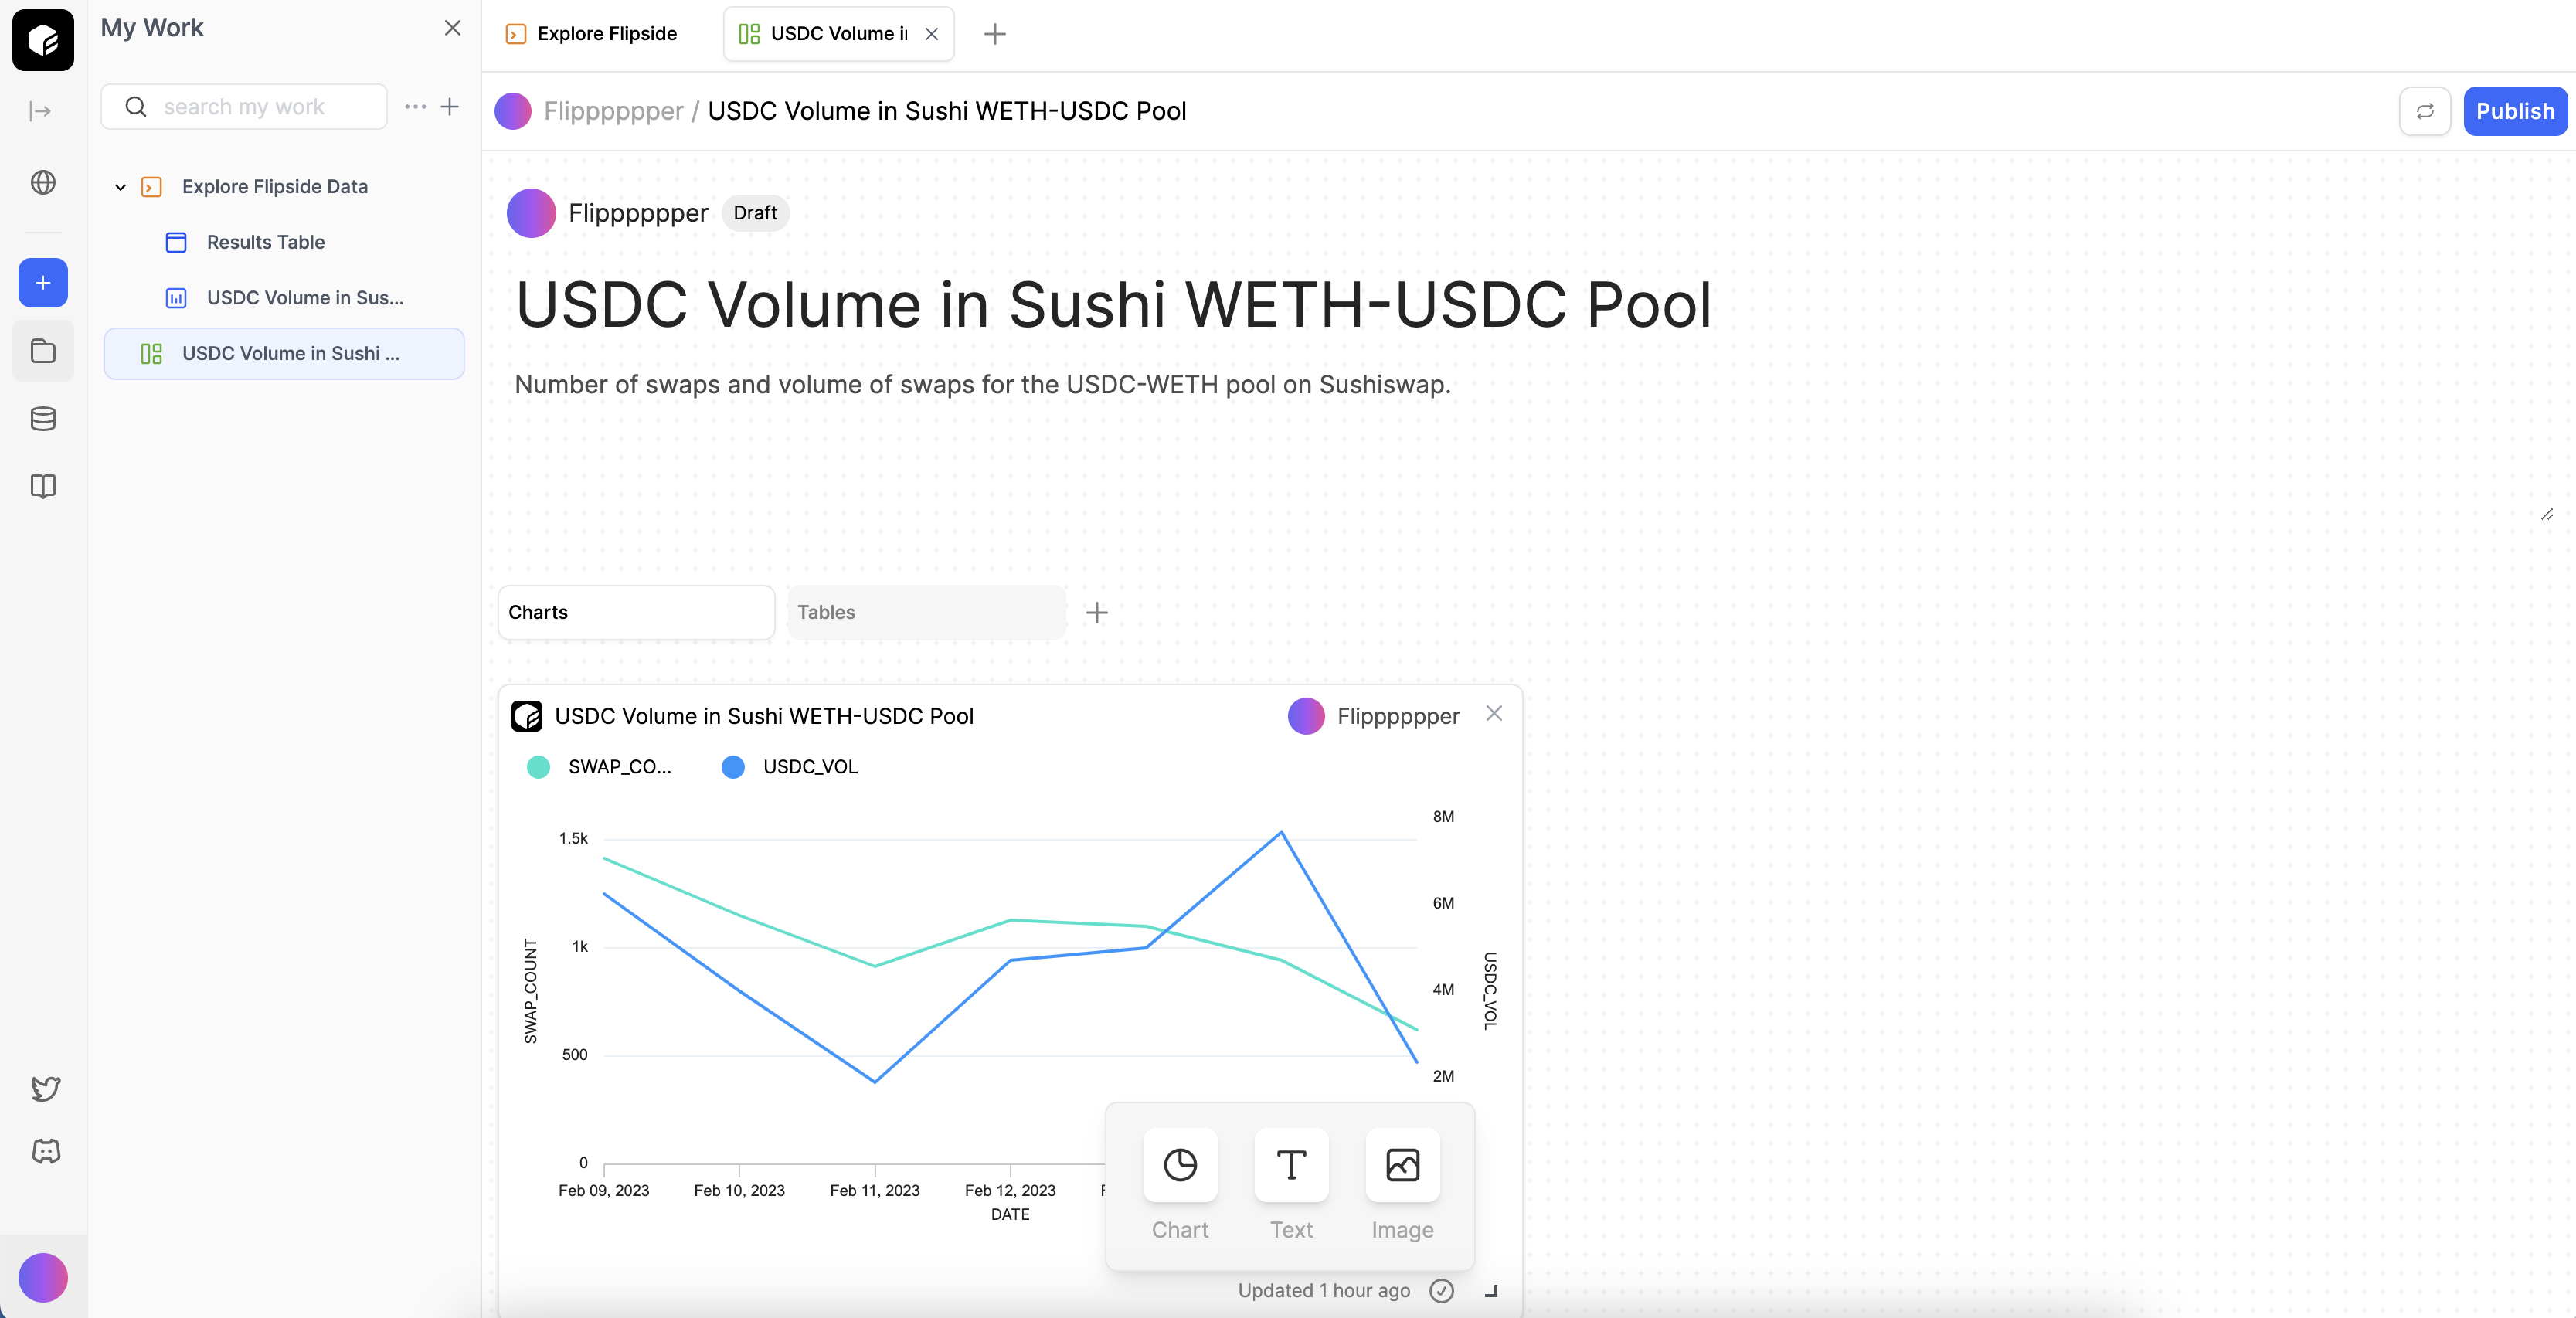 My Work
search my work
Explore Flipside Data
Results Table
USDC Volume in Sus...
USDC Volume in Sushi ...
Explore Flipside
USDC Volume i
Flipppppper / USDC Volume in Sushi WETH-USDC Pool
Publish
Flipppppper Draft
USDC Volume in Sushi WETH-USDC Pool
Number of swaps and volume of swaps for the USDC-WETH pool on Sushiswap.
Charts
Tables
USDC Volume in Sushi WETH-USDC Pool
Flipppppper
SWAP_CO...
USDC_VOL
1.5k
1k
500
0
SWAP_COUNT
8M
6M
4M
2M
USDC_VOL
Feb 09, 2023
Feb 10, 2023
Feb 11, 2023
Feb 12, 2023
DATE
Chart
Text
Image
Updated 1 hour ago